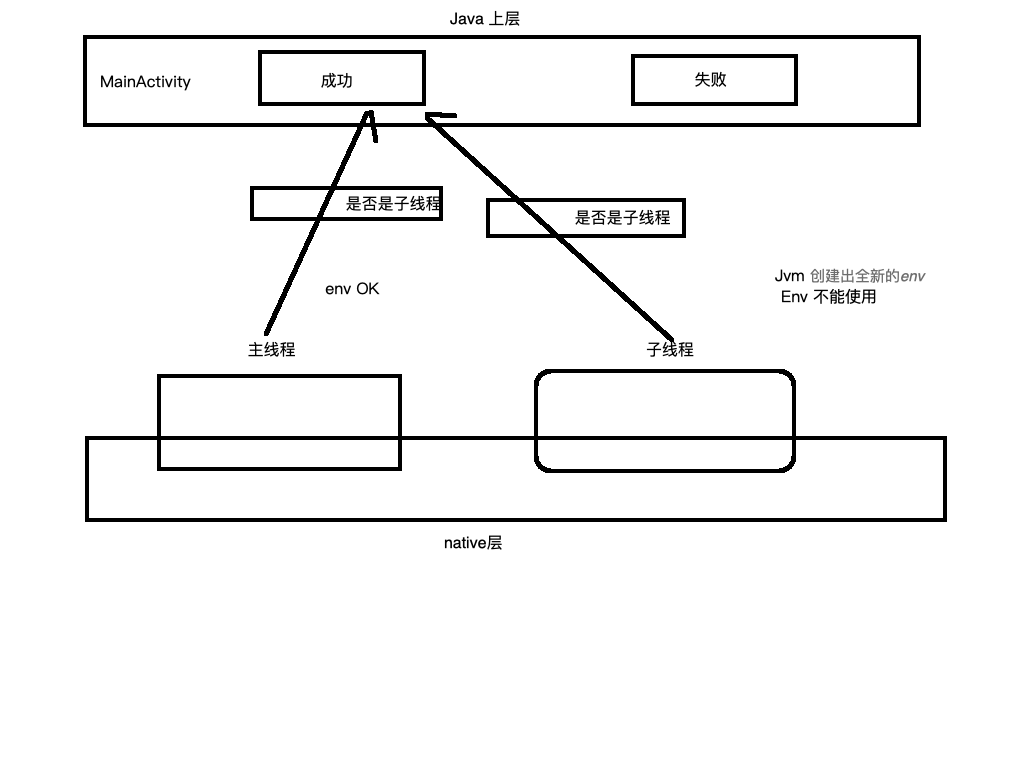 Java 上层
MainActivity
成功
失败
是否是子线程
是否是子线程
env OK
Jvm 创建出全新的env
Env 不能使用
主线程
子线程
native层